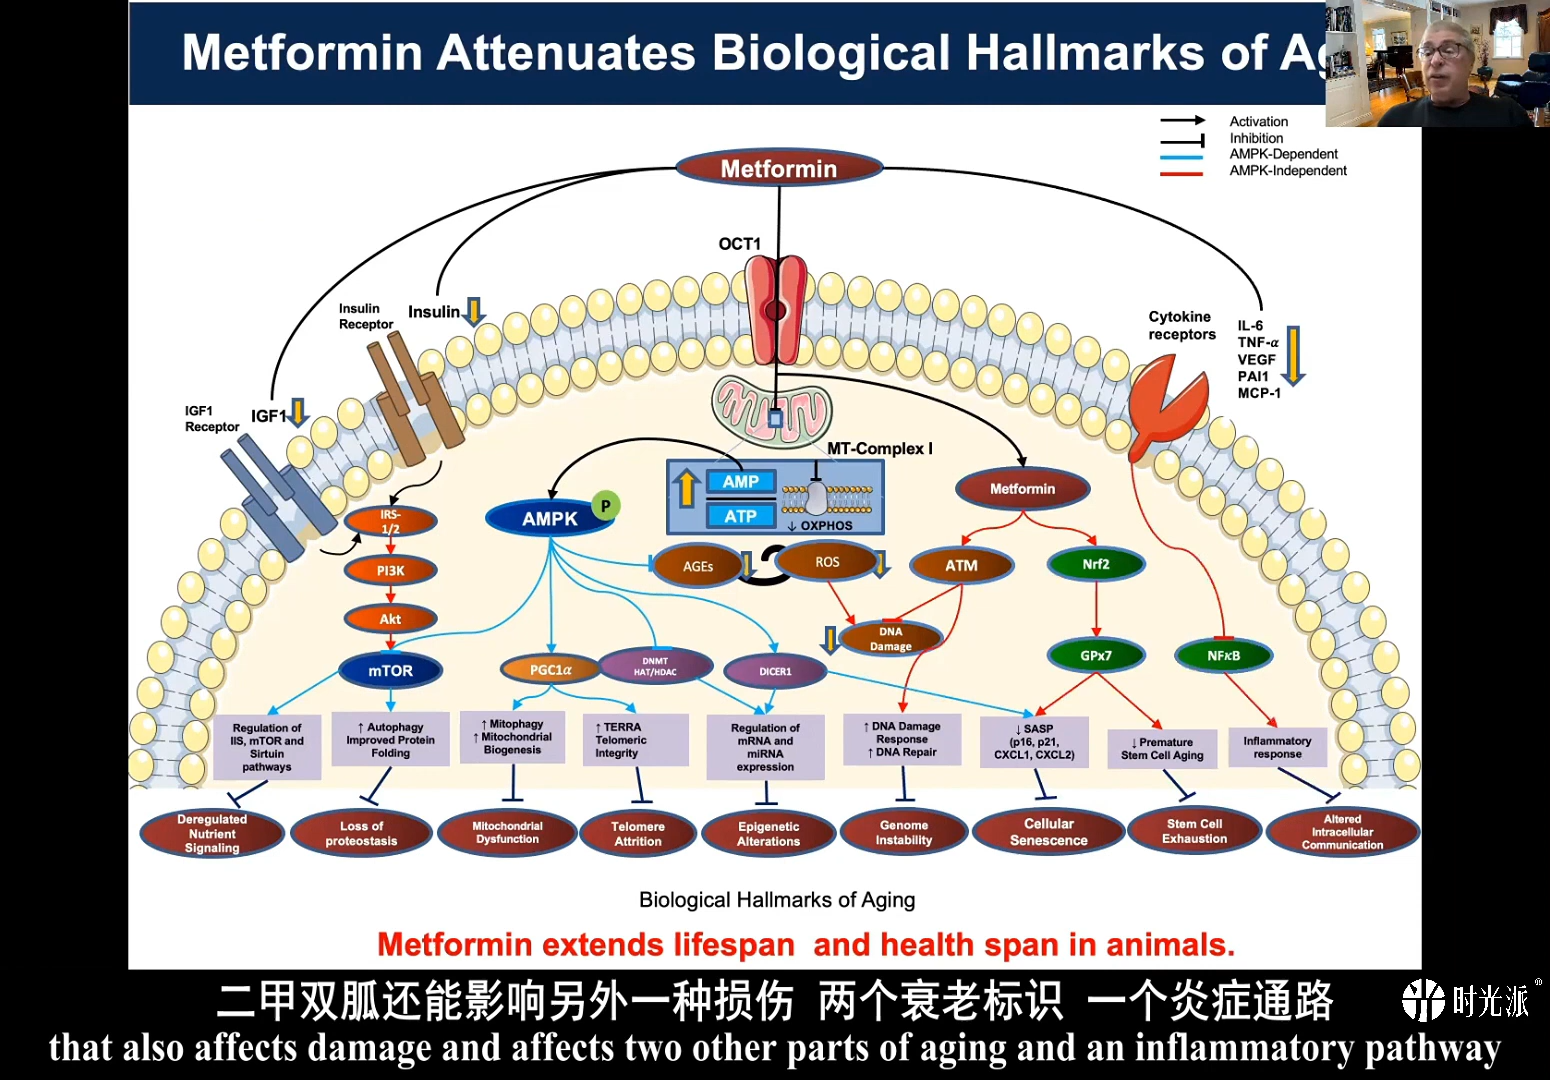 Metformin Attenuates Biological Hallmarks of Ag
Activation
Inhibition
AMPK-Dependent
AMPK-Independent
Metformin
OCT1
Insulin
Receptor
Insulin
Cytokine
receptors
IL-6
TNF-α
VEGF
PAI1
MCP-1
IGF1
Receptor
IGF1
MT-Complex I
AMP
ATP
↓ OXPHOS
Metformin
AMPK
P
IRS-
1/2
PI3K
Akt
mTOR
AGEs
ROS
ATM
Nrf2
DNA
Damage
GPx7
NFκB
PGC1α
DNMT
HAT/HDAC
DICER1
Regulation of
IIS, mTOR and
Sirtuin
pathways
↑ Autophagy
Improved Protein
Folding
↑ Mitophagy
↑ Mitochondrial
Biogenesis
↑ TERRA
Telomeric
Integrity
Regulation of
mRNA and
miRNA
expression
↑ DNA Damage
Response
↑ DNA Repair
↓ SASP
(p16, p21,
CXCL1, CXCL2)
↓ Premature
Stem Cell Aging
Inflammatory
response
Deregulated
Nutrient
Signaling
Loss of
proteostasis
Mitochondrial
Dysfunction
Telomere
Attrition
Epigenetic
Alterations
Genome
Instability
Cellular
Senescence
Stem Cell
Exhaustion
Altered
Intracellular
Communication
Biological Hallmarks of Aging
Metformin extends lifespan and health span in animals.
二甲双胍还能影响另外一种损伤 两个衰老标识 一个炎症通路
时光派®
that also affects damage and affects two other parts of aging and an inflammatory pathway